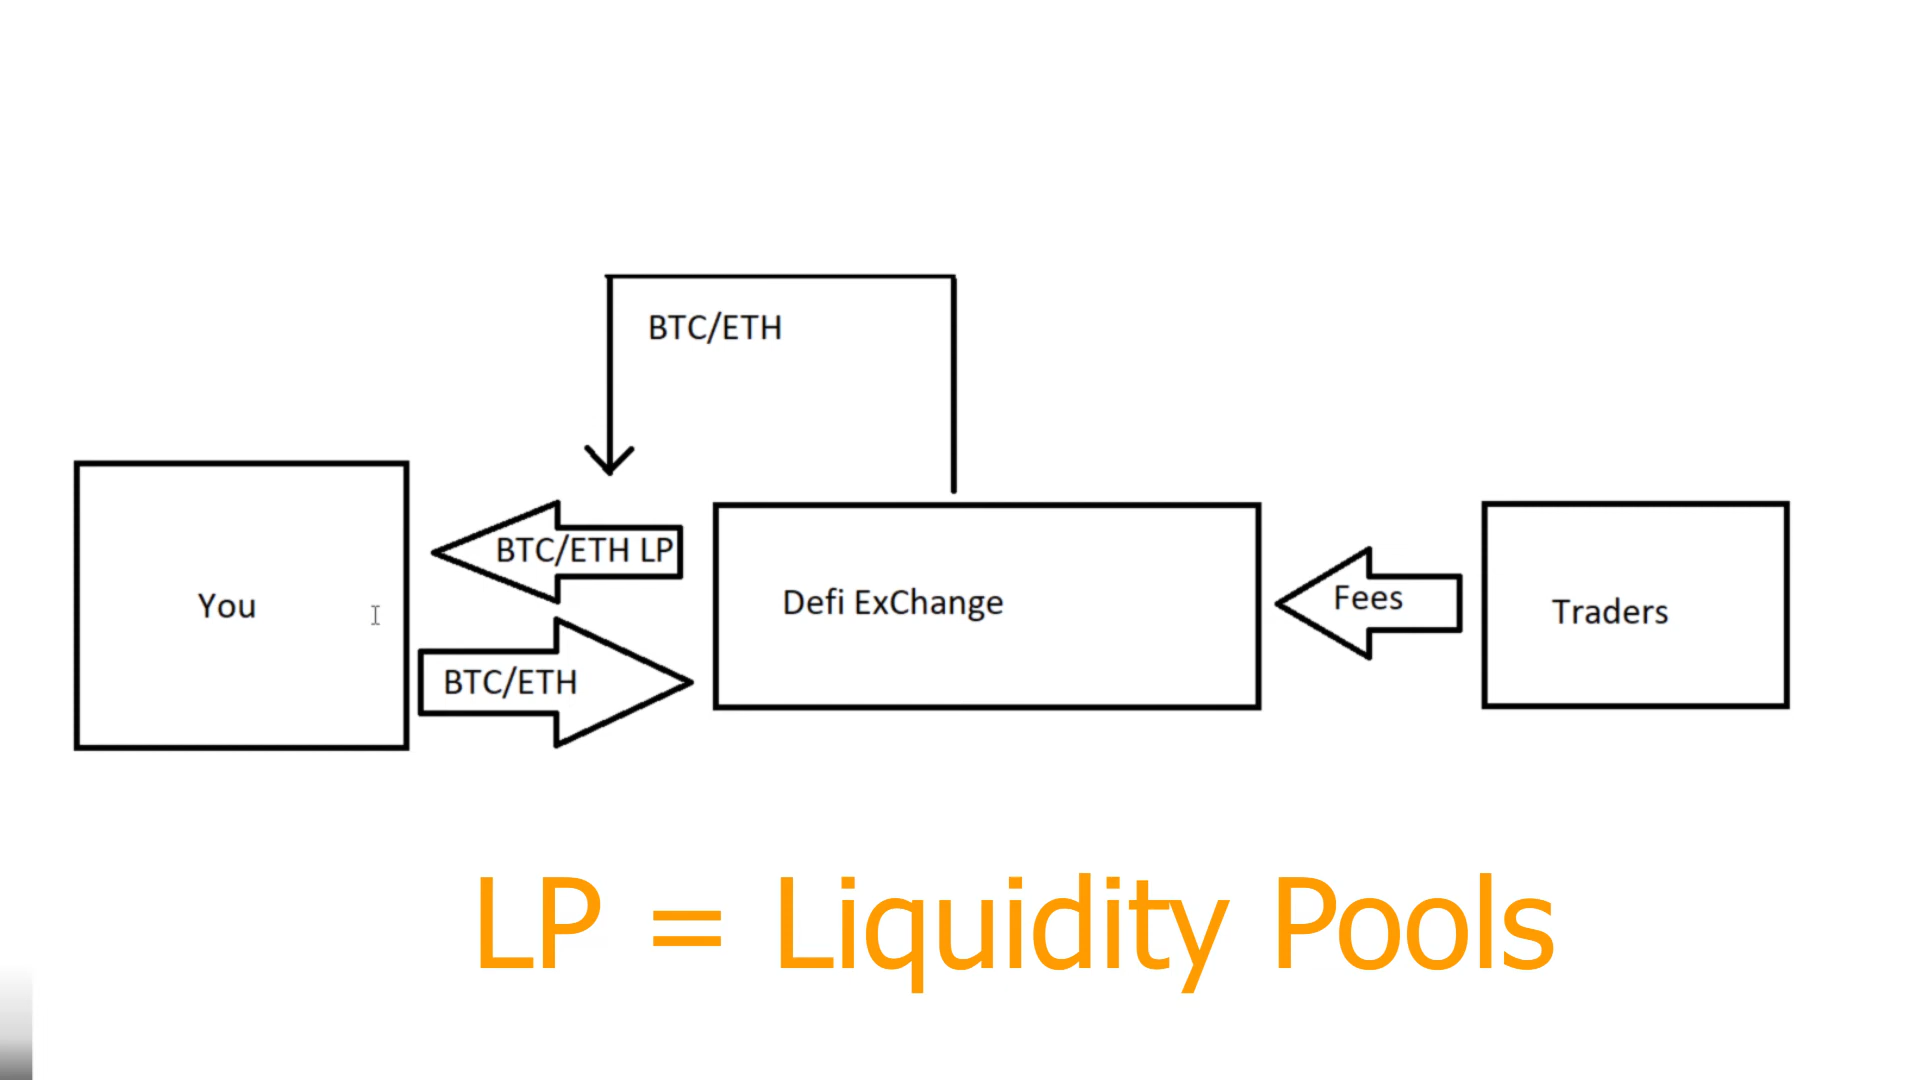 BTC/ETH
BTC/ETH LP
You
Defi ExChange
Fees
Traders
BTC/ETH
LP = Liquidity Pools